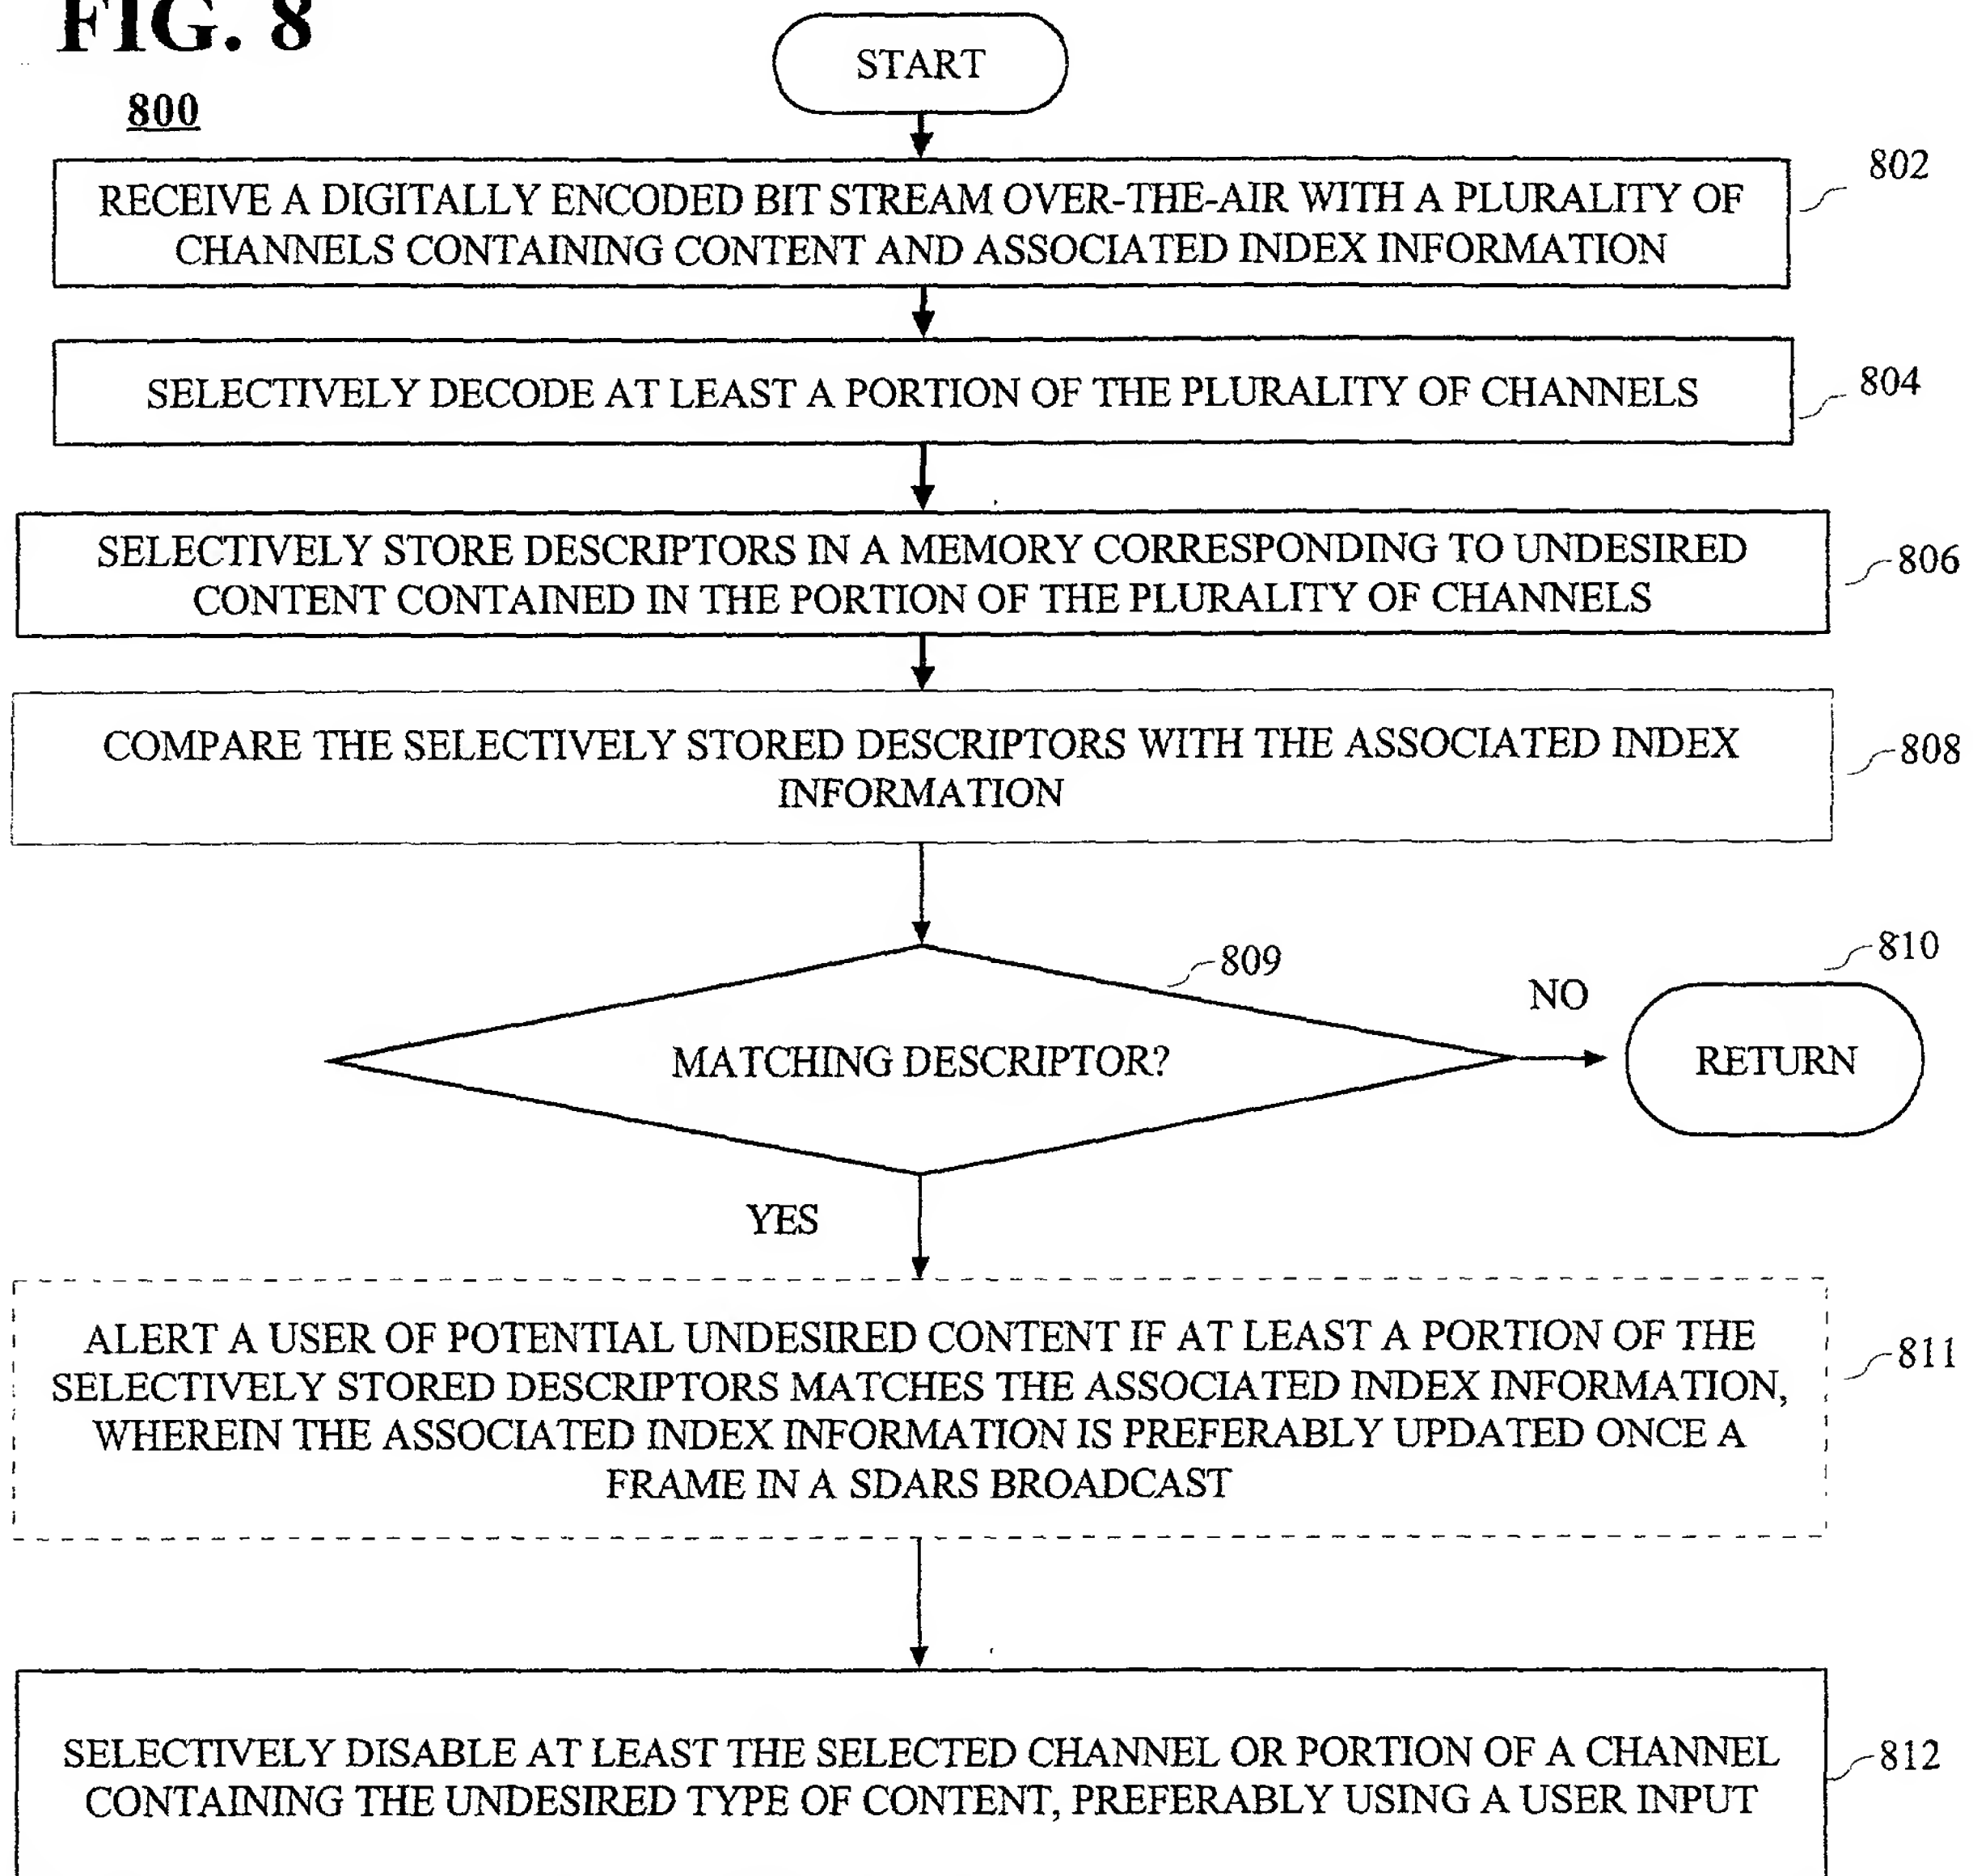 FIG. 8
800
START
RECEIVE A DIGITALLY ENCODED BIT STREAM OVER-THE-AIR WITH A PLURALITY OF
CHANNELS CONTAINING CONTENT AND ASSOCIATED INDEX INFORMATION
802
SELECTIVELY DECODE AT LEAST A PORTION OF THE PLURALITY OF CHANNELS
804
SELECTIVELY STORE DESCRIPTORS IN A MEMORY CORRESPONDING TO UNDESIRED
CONTENT CONTAINED IN THE PORTION OF THE PLURALITY OF CHANNELS
806
COMPARE THE SELECTIVELY STORED DESCRIPTORS WITH THE ASSOCIATED INDEX
INFORMATION
808
809
MATCHING DESCRIPTOR?
NO
810
RETURN
YES
ALERT A USER OF POTENTIAL UNDESIRED CONTENT IF AT LEAST A PORTION OF THE
SELECTIVELY STORED DESCRIPTORS MATCHES THE ASSOCIATED INDEX INFORMATION,
WHEREIN THE ASSOCIATED INDEX INFORMATION IS PREFERABLY UPDATED ONCE A
FRAME IN A SDARS BROADCAST
811
SELECTIVELY DISABLE AT LEAST THE SELECTED CHANNEL OR PORTION OF A CHANNEL
CONTAINING THE UNDESIRED TYPE OF CONTENT, PREFERABLY USING A USER INPUT
812